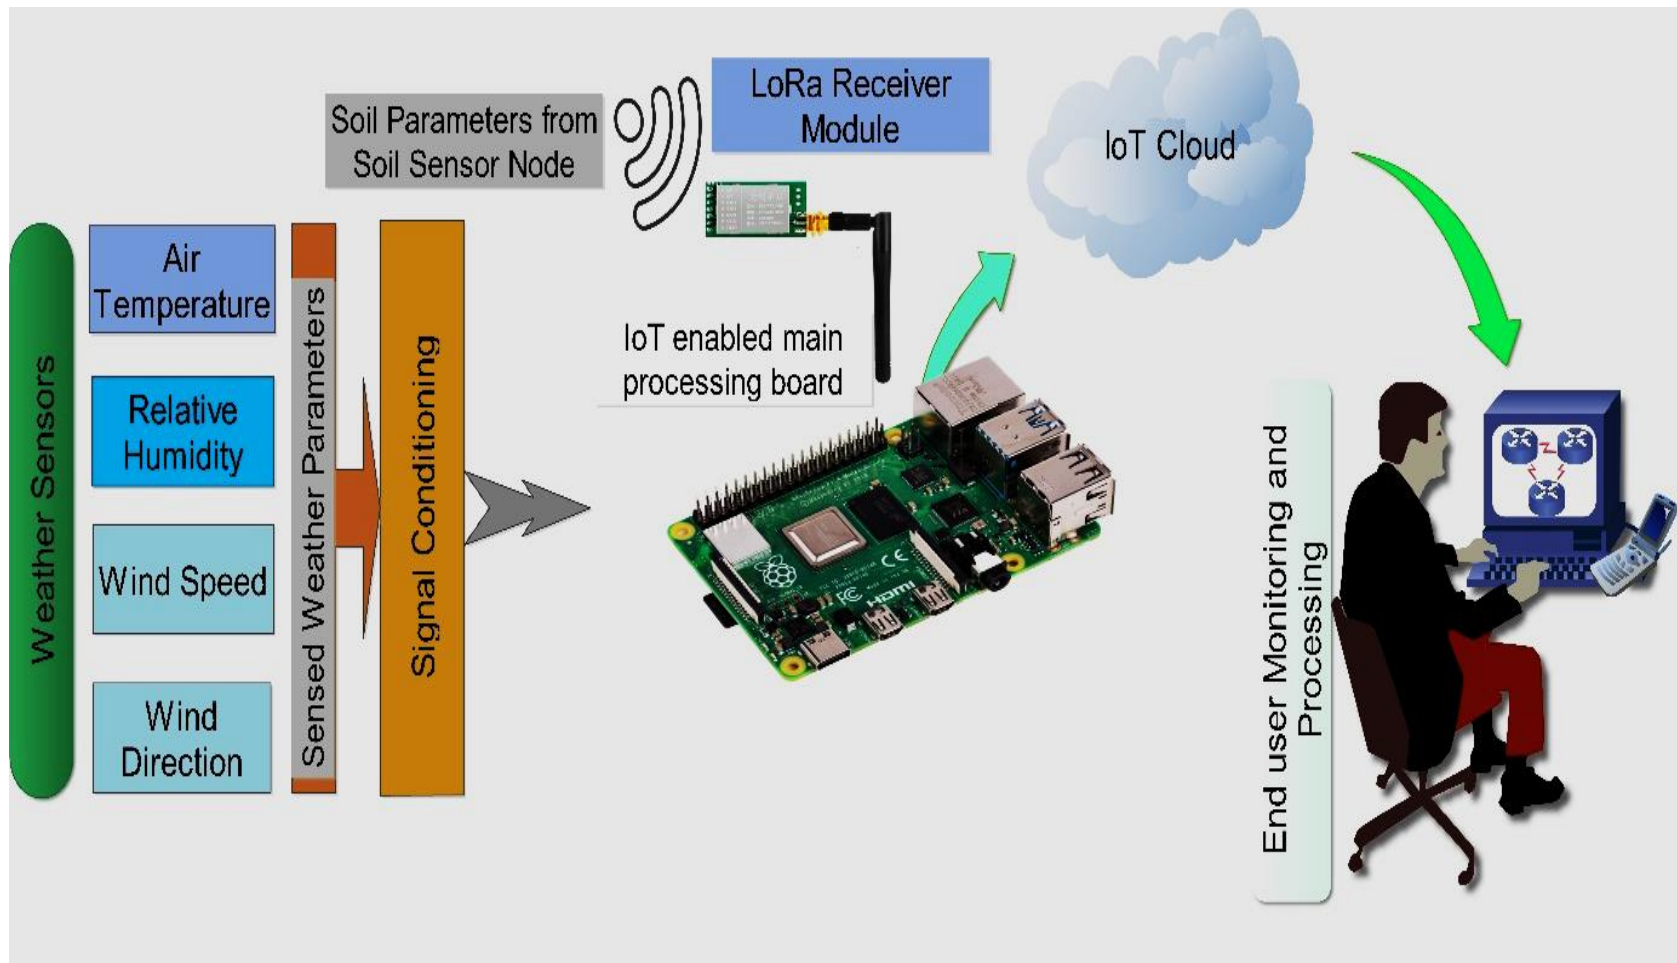 Weather Sensors
Air
Temperature
Relative
Humidity
Wind Speed
Wind
Direction
Sensed Weather Parameters
Signal Conditioning
Soil Parameters from
Soil Sensor Node
LoRa Receiver
Module
IoT enabled main
processing board
HDMI
IoT Cloud
End user Monitoring and
Processing